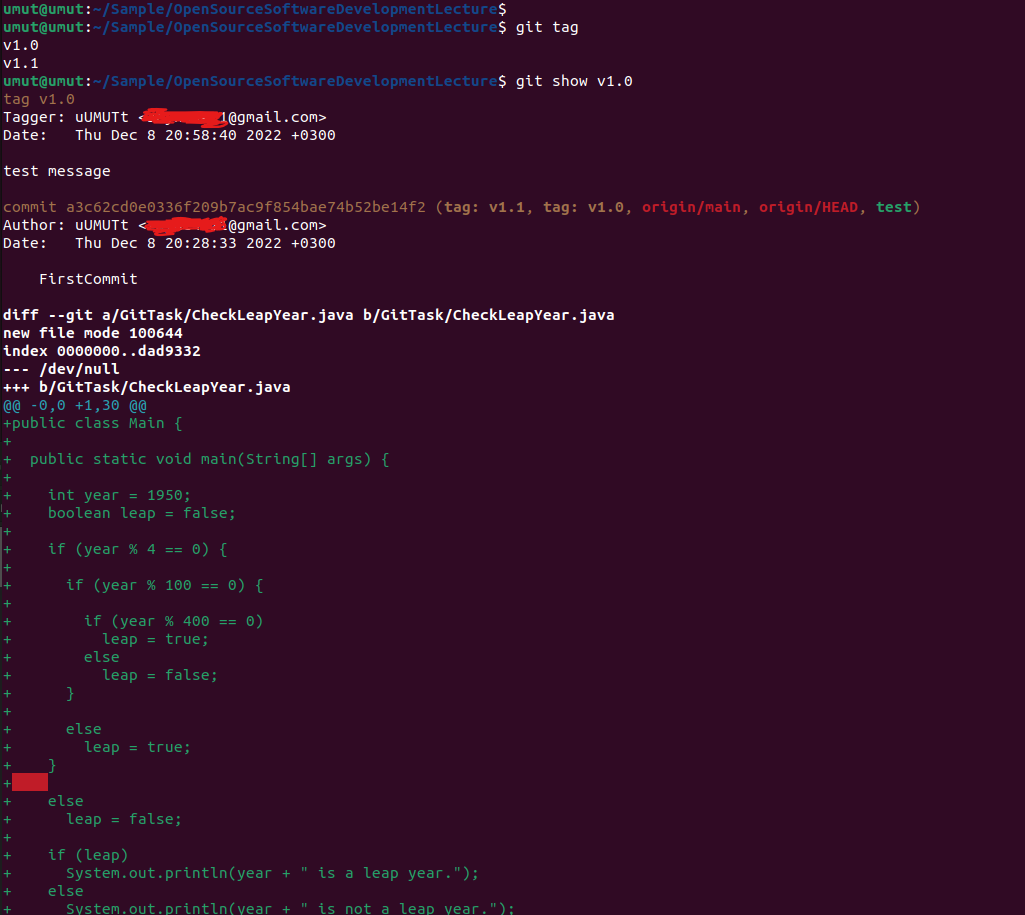 umut@umut:~/Sample/OpenSourceSoftwareDevelopmentLecture$
umut@umut:~/Sample/OpenSourceSoftwareDevelopmentLecture$ git tag
v1.0
v1.1
umut@umut:~/Sample/OpenSourceSoftwareDevelopmentLecture$ git show v1.0
tag v1.0
Tagger: uUMUTt <1@gmail.com>
Date:   Thu Dec 8 20:58:40 2022 +0300
test message
commit a3c62cd0e0336f209b7ac9f854bae74b52be14f2 (tag: v1.1, tag: v1.0, origin/main, origin/HEAD, test)
Author: uUMUTt <@gmail.com>
Date:   Thu Dec 8 20:28:33 2022 +0300
    FirstCommit
diff --git a/GitTask/CheckLeapYear.java b/GitTask/CheckLeapYear.java
new file mode 100644
index 0000000..dad9332
--- /dev/null
+++ b/GitTask/CheckLeapYear.java
@@ -0,0 +1,30 @@
+public class Main {
+
+  public static void main(String[] args) {
+
+    int year = 1950;
+    boolean leap = false;
+
+    if (year % 4 == 0) {
+
+      if (year % 100 == 0) {
+
+        if (year % 400 == 0)
+          leap = true;
+        else
+          leap = false;
+      }
+
+      else
+        leap = true;
+    }
+
+    else
+      leap = false;
+
+    if (leap)
+      System.out.println(year + " is a leap year.");
+    else
+      System.out.println(year + " is not a leap year.");